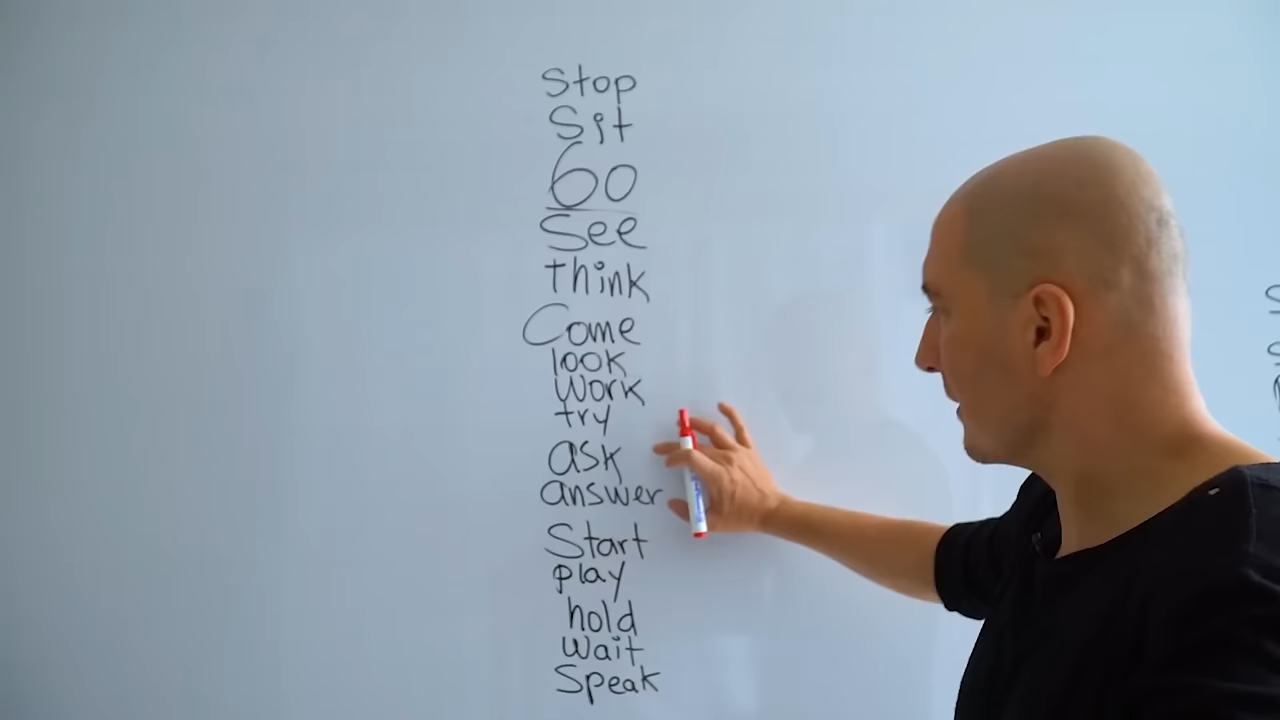 Stop
Sit
Go
See
think
Come
look
Work
try
ask
answer
Start
play
hold
Wait
Speak